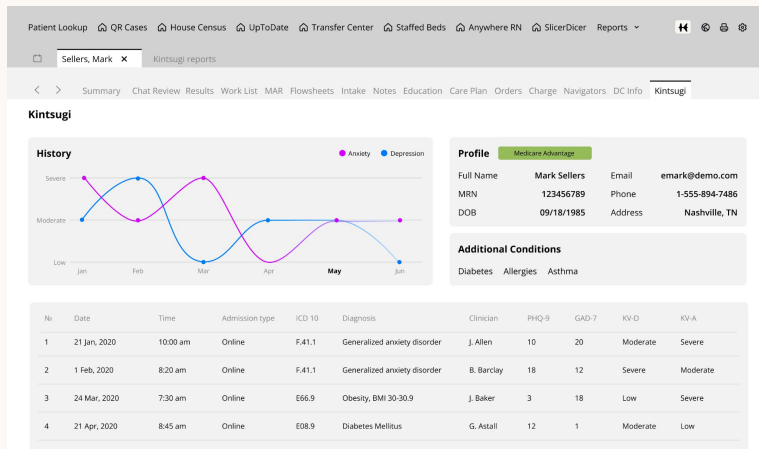 Patient Lookup QR Cases House Census UpToDate Transfer Center Staffed Beds Anywhere RN SlicerDicer Reports
Sellers, Mark × Kintsugi reports
< > Summary Chat Review Results Work List MAR Flowsheets Intake Notes Education Care Plan Orders Charge Navigators DC Info Kintsugi
Kintsugi
History
Anxiety Depression
Severe
Moderate
Low
Jan Feb Mar Apr May Jun
Profile Medicare Advantage
Full Name Mark Sellers Email emark@demo.com
MRN 123456789 Phone 1-555-894-7486
DOB 09/18/1985 Address Nashville, TN
Additional Conditions
Diabetes Allergies Asthma
№ Date Time Admission type ICD 10 Diagnosis Clinician PHQ-9 GAD-7 KV-D KV-A
1 21 Jan, 2020 10:00 am Online F.41.1 Generalized anxiety disorder J. Allen 10 20 Moderate Severe
2 1 Feb, 2020 8:20 am Online F.41.1 Generalized anxiety disorder B. Barclay 18 12 Severe Moderate
3 24 Mar, 2020 7:30 am Online E66.9 Obesity, BMI 30-30.9 J. Baker 3 18 Low Severe
4 21 Apr, 2020 8:45 am Online E08.9 Diabetes Mellitus G. Astall 12 1 Moderate Low